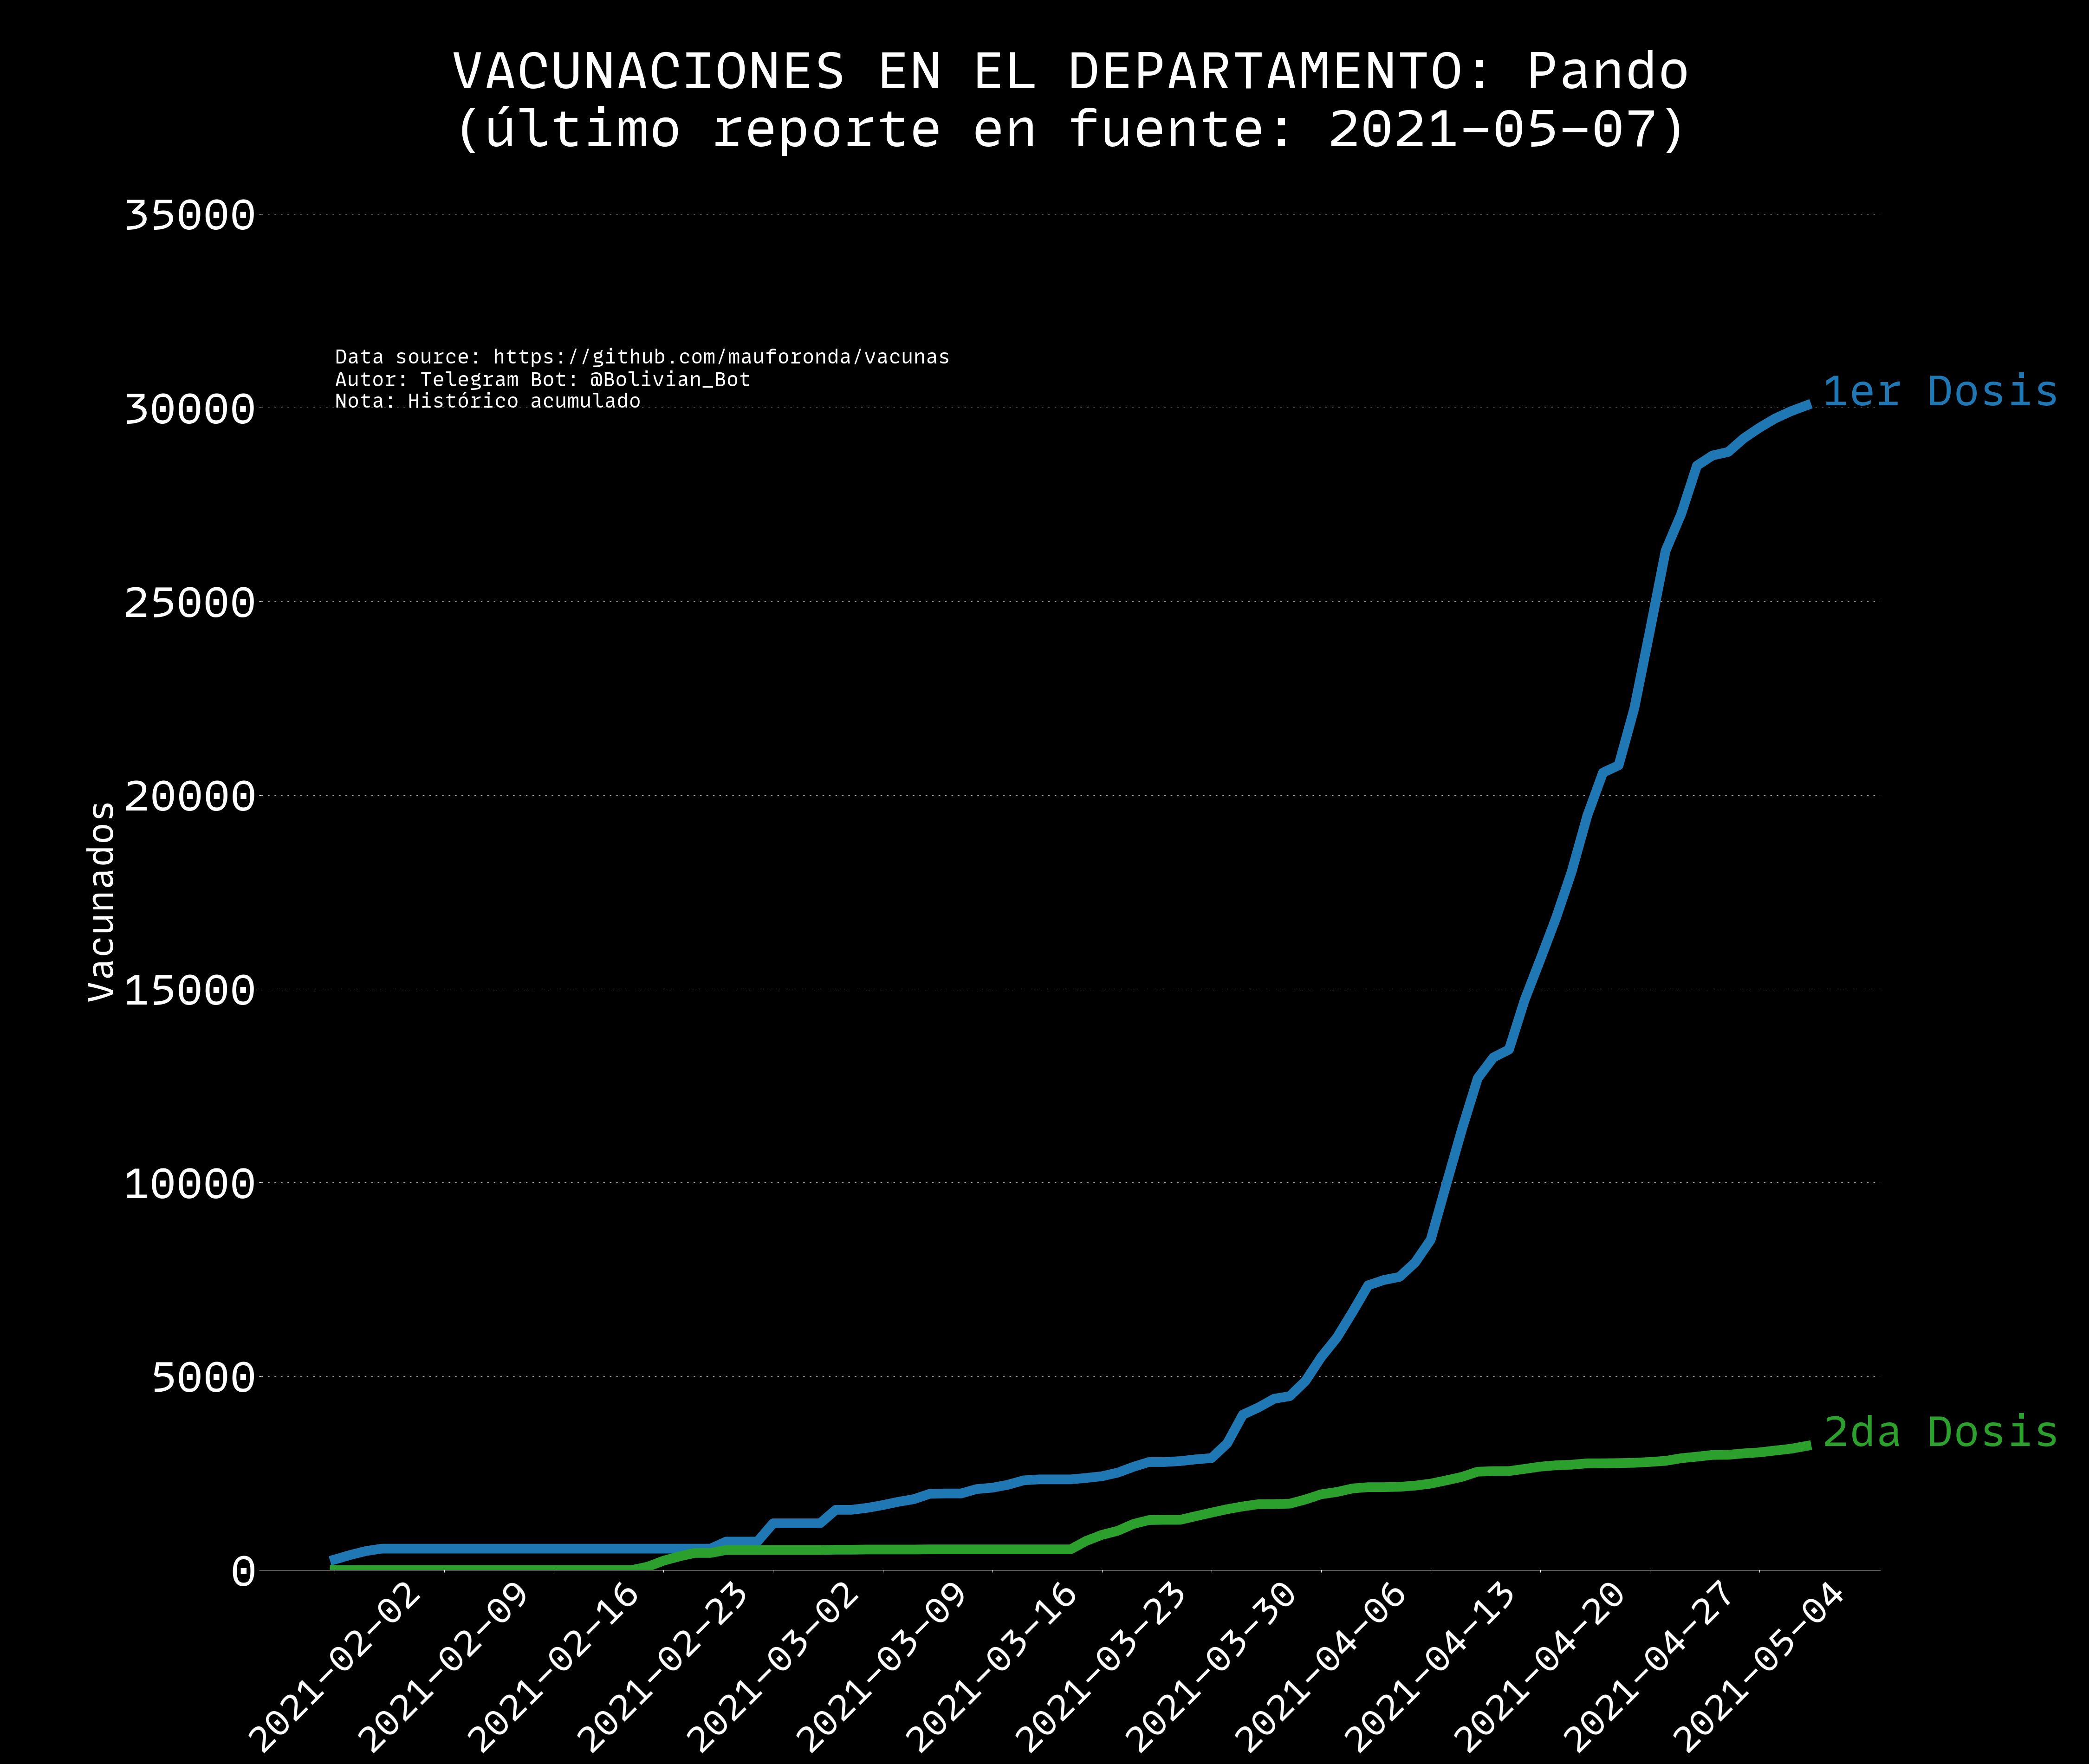 VACUNACIONES EN EL DEPARTAMENTO: Pando
(último reporte en fuente: 2021-05-07)
35000
Data source: https://github.com/mauforonda/vacunas
Autor: Telegram Bot: @Bolivian_Bot
Nota: Histórico acumulado
1er Dosis
30000
25000
20000
Vacunados
15000
10000
5000
2da Dosis
0
2021-02-02
2021-02-09
2021-02-16
2021-02-23
2021-03-02
2021-03-09
2021-03-16
2021-03-23
2021-03-30
2021-04-06
2021-04-13
2021-04-20
2021-04-27
2021-05-04